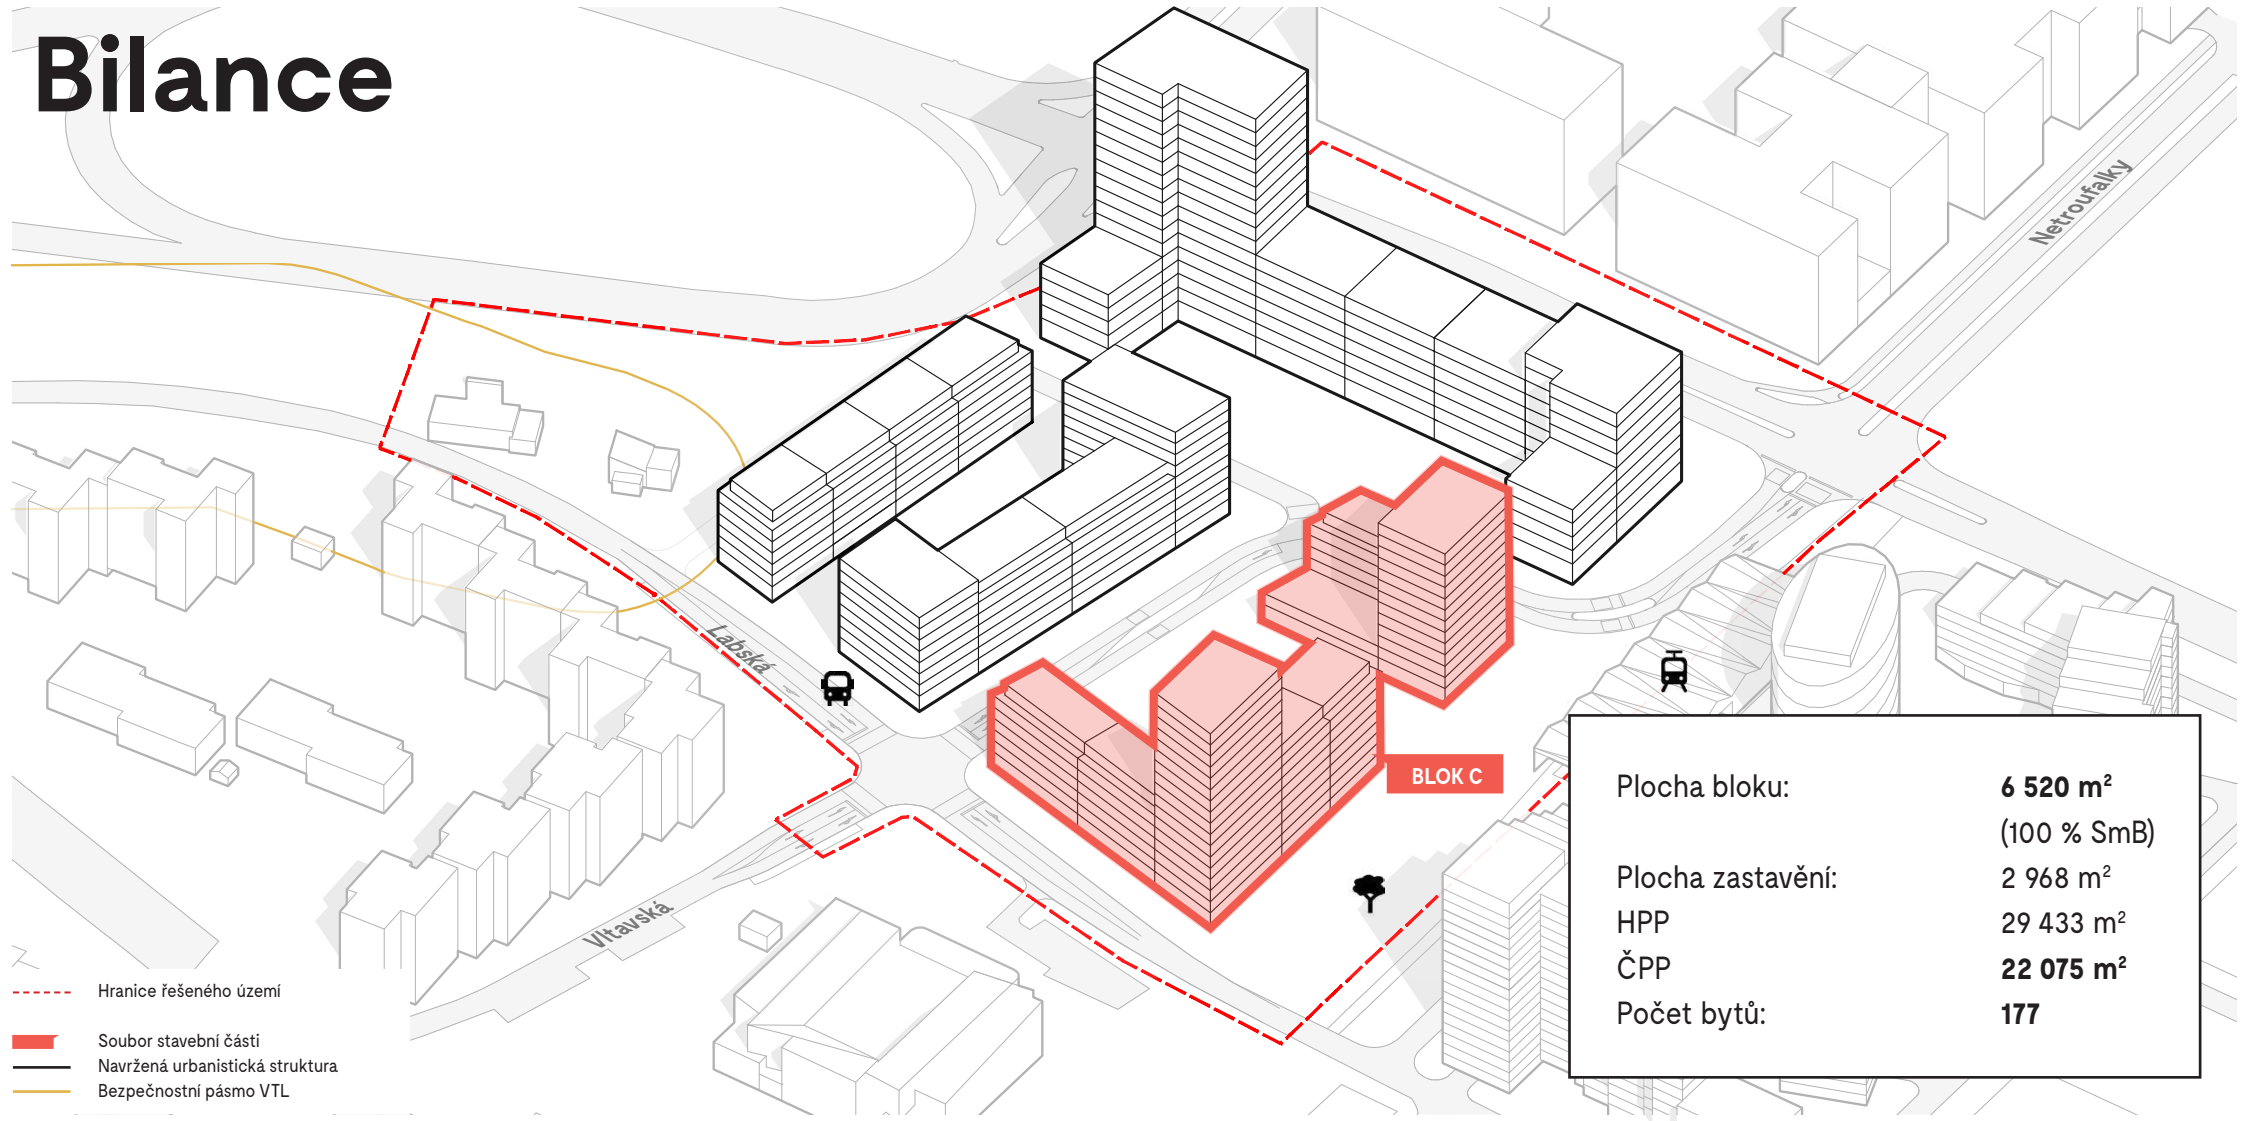 Bilance
Netroufalky
Labská
BLOK C
Vltavská
Plocha bloku: 6 520 m²
(100 % SmB)
Plocha zastavění: 2 968 m²
HPP 29 433 m²
ČPP 22 075 m²
Počet bytů: 177
Hranice řešeného území
Soubor stavební části
Navržená urbanistická struktura
Bezpečnostní pásmo VTL